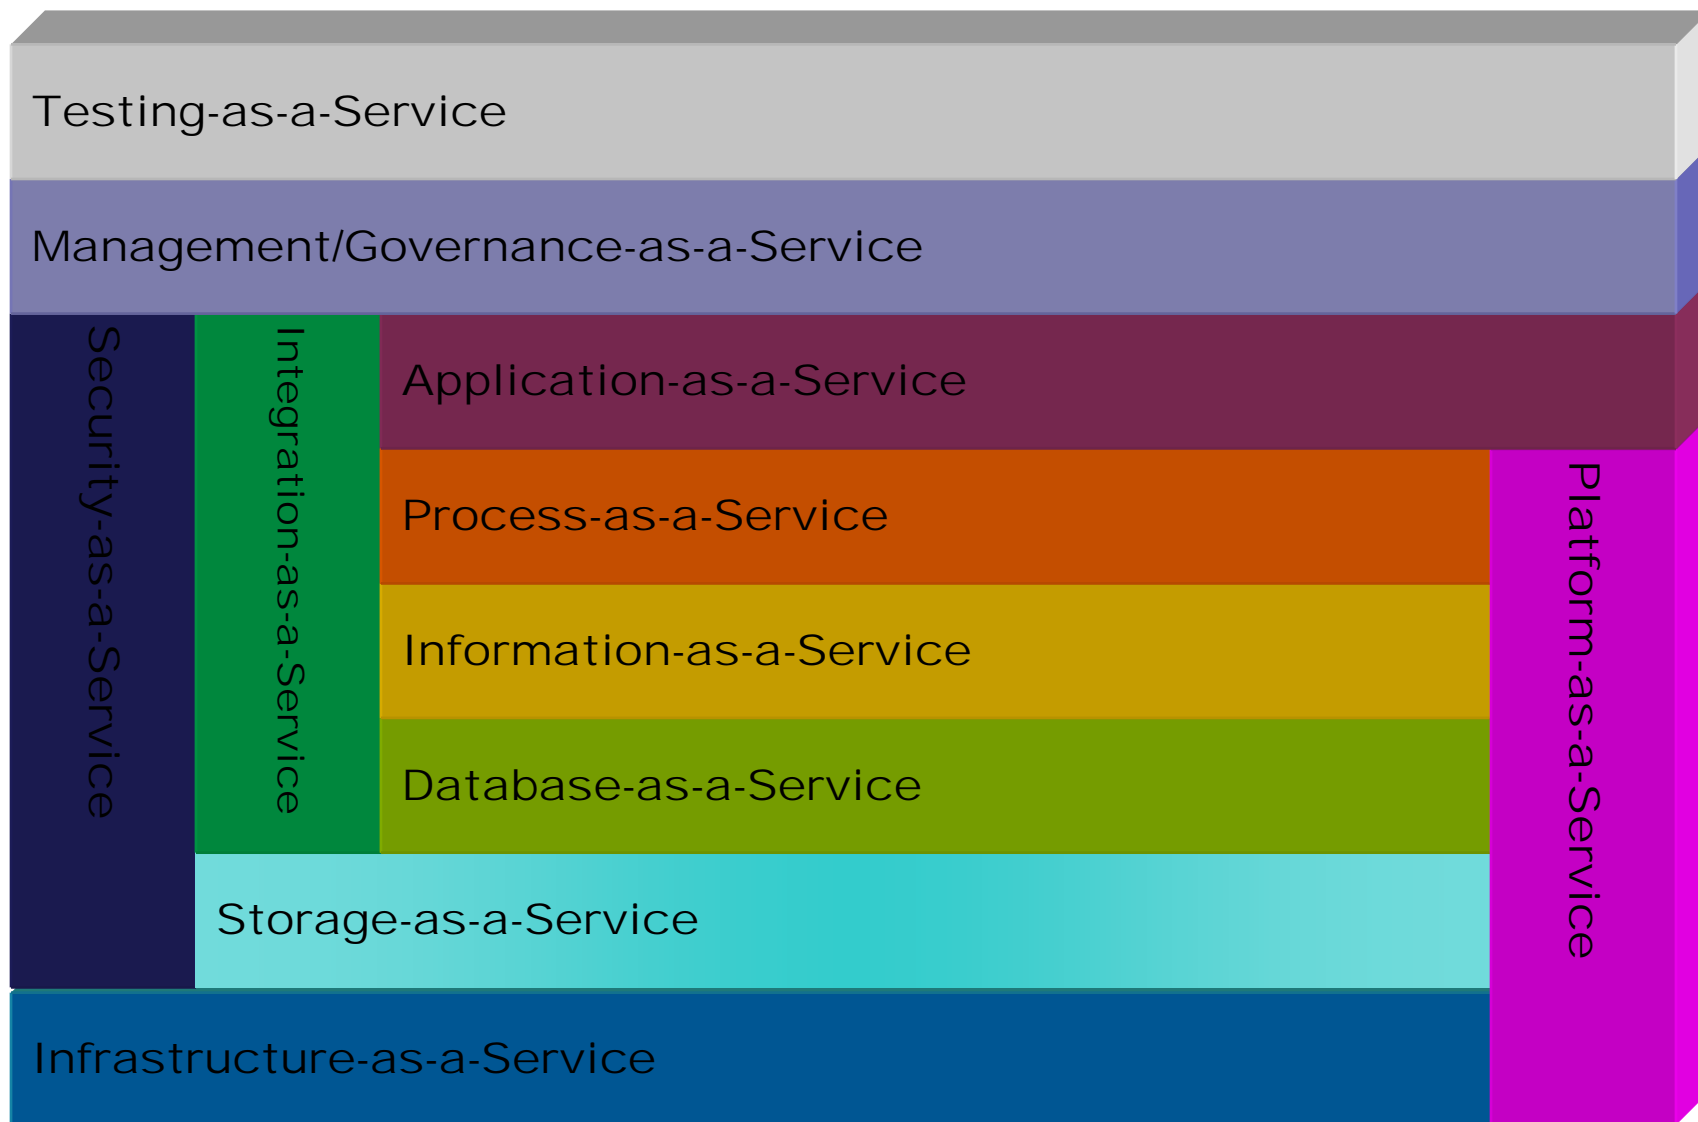 Testing-as-a-Service
Management/Governance-as-a-Service
Security-as-a-Service
Integration-as-a-Service
Application-as-a-Service
Process-as-a-Service
Information-as-a-Service
Database-as-a-Service
Platform-as-a-Service
Storage-as-a-Service
Infrastructure-as-a-Service